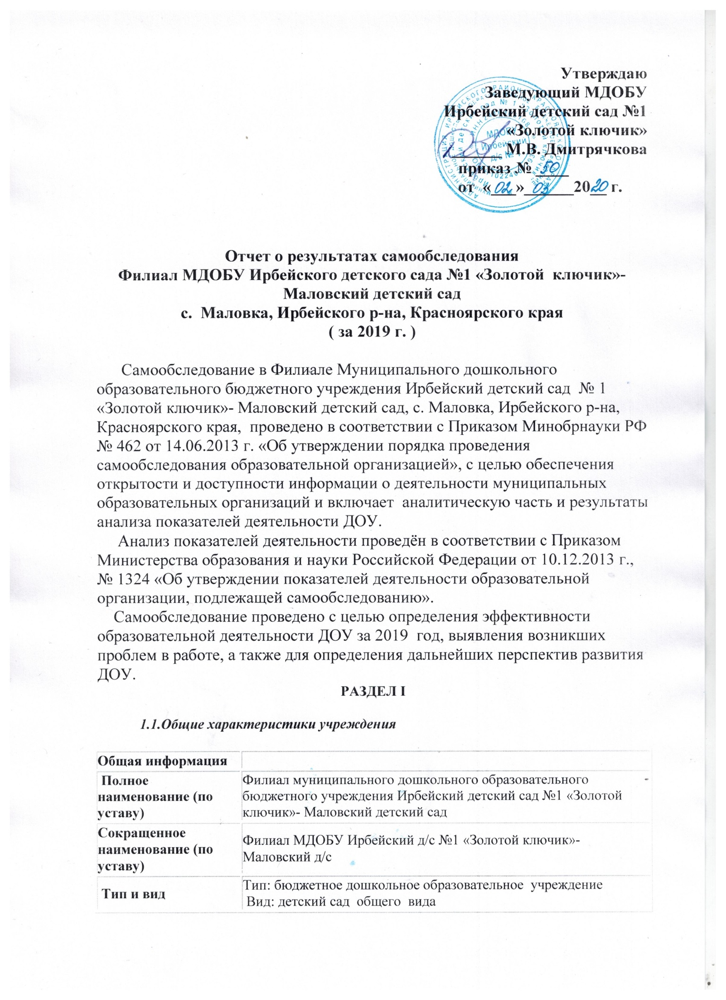 Утверждаю
Заведующий МДОБУ
Ирбейский детский сад №1
«Золотой ключик»
М.В. Дмитрячкова
приказ № 50
от «02» 03 2020 г.
МДОБУ
Ирбейский
д/с № 1
Отчет о результатах самообследования
Филиал МДОБУ Ирбейского детского сада №1 «Золотой ключик»-
Маловский детский сад
с. Маловка, Ирбейского р-на, Красноярского края
( за 2019 г. )
Самообследование в Филиале Муниципального дошкольного
образовательного бюджетного учреждения Ирбейский детский сад № 1
«Золотой ключик»- Маловский детский сад, с. Маловка, Ирбейского р-на,
Красноярского края, проведено в соответствии с Приказом Минобрнауки РФ
№ 462 от 14.06.2013 г. «Об утверждении порядка проведения
самообследования образовательной организацией», с целью обеспечения
открытости и доступности информации о деятельности муниципальных
образовательных организаций и включает аналитическую часть и результаты
анализа показателей деятельности ДОУ.
Анализ показателей деятельности проведён в соответствии с Приказом
Министерства образования и науки Российской Федерации от 10.12.2013 г.,
№ 1324 «Об утверждении показателей деятельности образовательной
организации, подлежащей самообследованию».
Самообследование проведено с целью определения эффективности
образовательной деятельности ДОУ за 2019 год, выявления возникших
проблем в работе, а также для определения дальнейших перспектив развития
ДОУ.
РАЗДЕЛ I
1.1.Общие характеристики учреждения
Общая информация
Полное
наименование (по
уставу)
Филиал муниципального дошкольного образовательного
бюджетного учреждения Ирбейский детский сад №1 «Золотой
ключик»- Маловский детский сад
Сокращенное
наименование (по
уставу)
Филиал МДОБУ Ирбейский д/с №1 «Золотой ключик»-
Маловский д/с
Тип и вид
Тип: бюджетное дошкольное образовательное учреждение
Вид: детский сад общего вида